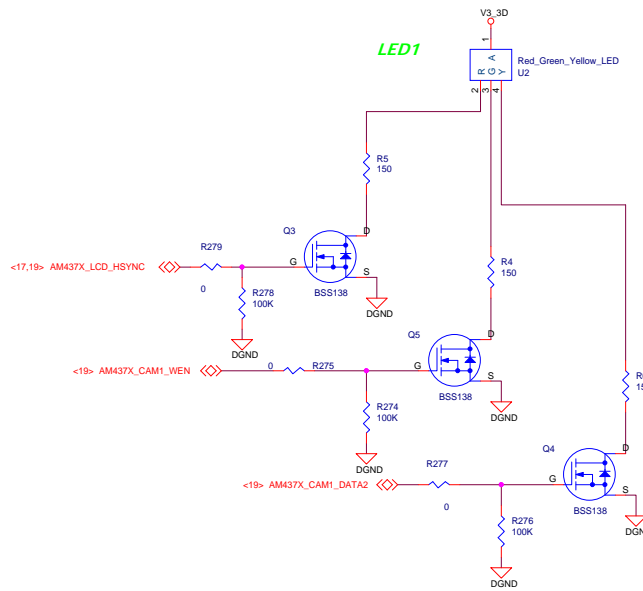 V3_3D
LED1
1
A
R G Y
Red_Green_Yellow_LED
U2
2 3 4
R5
150
Q3
D
R279
<17,19> AM437X_LCD_HSYNC
G
S
0
R278
100K
BSS138
R4
150
DGND
DGND
Q5
D
<19> AM437X_CAM1_WEN
0
R275
G
S
BSS138
R274
100K
DGND
DGND
Q4
D
R277
<19> AM437X_CAM1_DATA2
G
S
0
R276
100K
BSS138
DGND